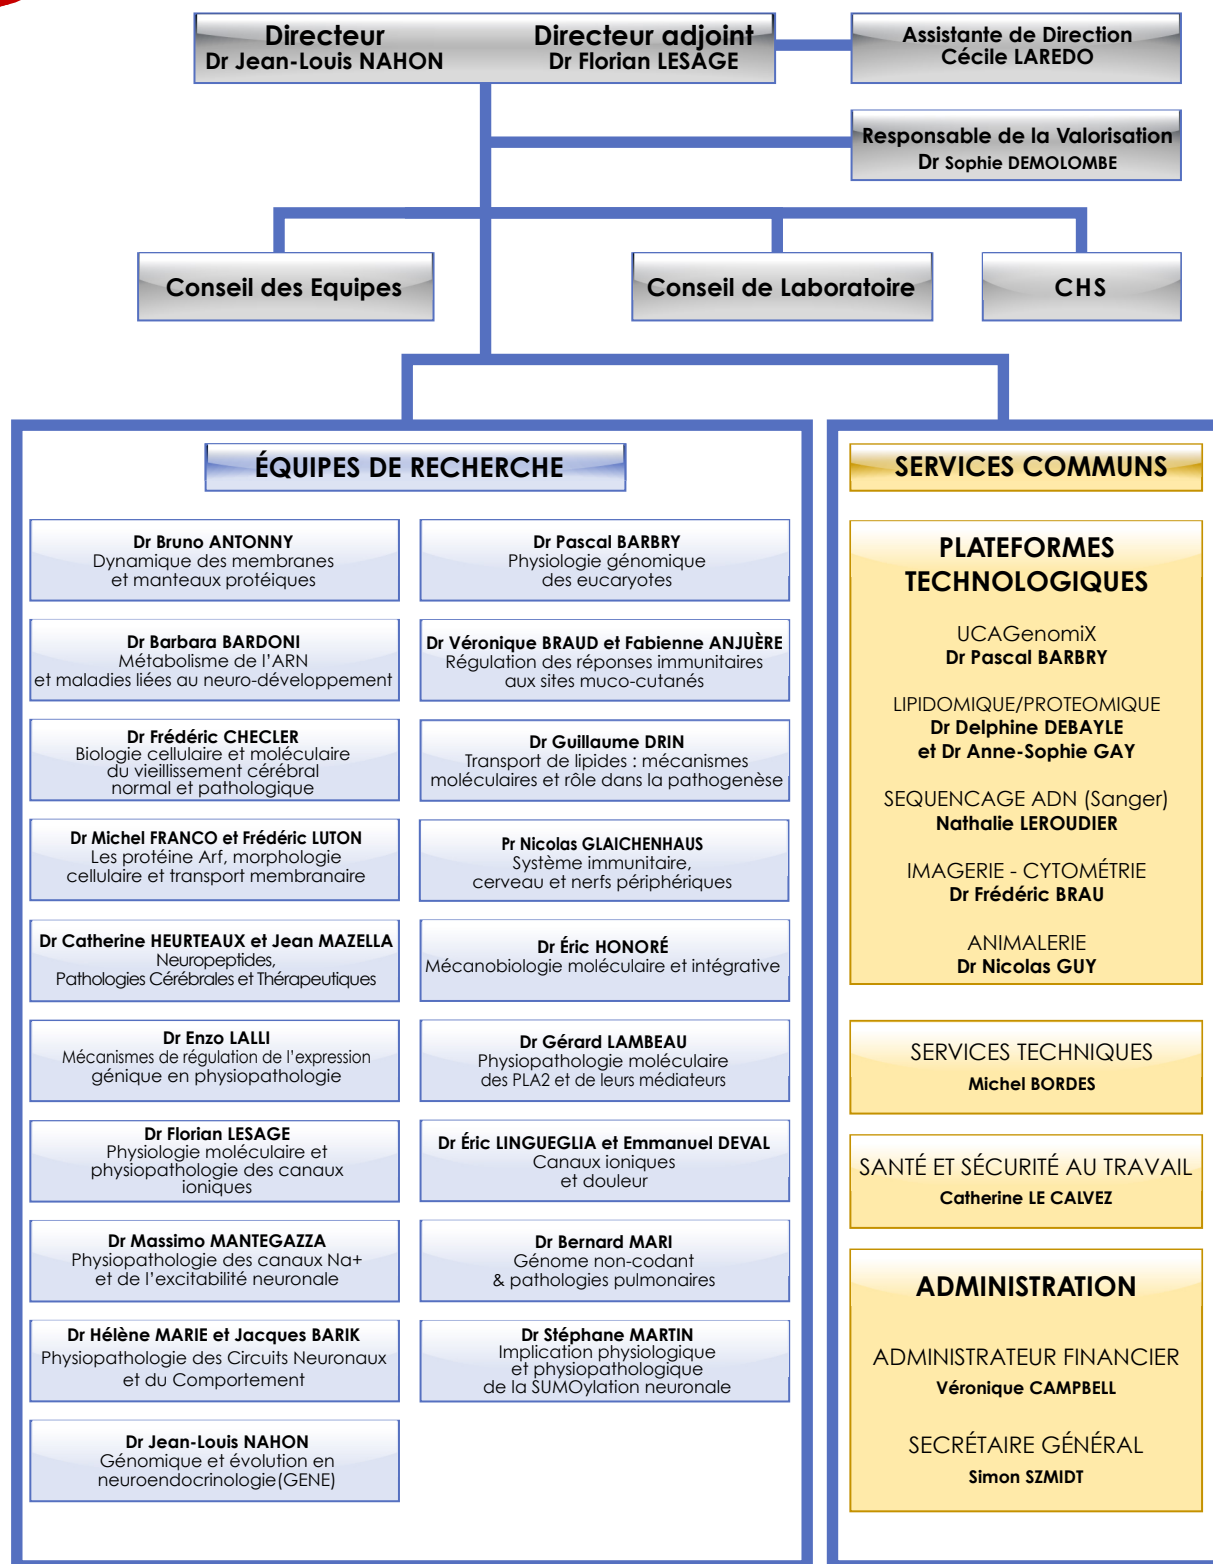 Directeur
Dr Jean-Louis NAHON
Directeur adjoint
Dr Florian LESAGE
Assistante de Direction
Cécile LAREDO
Responsable de la Valorisation
Dr Sophie DEMOLOMBE
Conseil des Equipes
Conseil de Laboratoire
CHS
ÉQUIPES DE RECHERCHE
Dr Bruno ANTONNY
Dynamique des membranes
et manteaux protéiques
Dr Pascal BARBRY
Physiologie génomique
des eucaryotes
Dr Barbara BARDONI
Métabolisme de l'ARN
et maladies liées au neuro-développement
Dr Véronique BRAUD et Fabienne ANJUÈRE
Régulation des réponses immunitaires
aux sites muco-cutanés
Dr Frédéric CHECLER
Biologie cellulaire et moléculaire
du vieillissement cérébral
normal et pathologique
Dr Guillaume DRIN
Transport de lipides : mécanismes
moléculaires et rôle dans la pathogenèse
Dr Michel FRANCO et Frédéric LUTON
Les protéine Arf, morphologie
cellulaire et transport membranaire
Pr Nicolas GLAICHENHAUS
Système immunitaire,
cerveau et nerfs périphériques
Dr Catherine HEURTEAUX et Jean MAZELLA
Neuropeptides,
Pathologies Cérébrales et Thérapeutiques
Dr Éric HONORÉ
Mécanobiologie moléculaire et intégrative
Dr Enzo LALLI
Mécanismes de régulation de l'expression
génique en physiopathologie
Dr Gérard LAMBEAU
Physiopathologie moléculaire
des PLA2 et de leurs médiateurs
Dr Florian LESAGE
Physiologie moléculaire et
physiopathologie des canaux
ioniques
Dr Éric LINGUEGLIA et Emmanuel DEVAL
Canaux ioniques
et douleur
Dr Massimo MANTEGAZZA
Physiopathologie des canaux Na+
et de l'excitabilité neuronale
Dr Bernard MARI
Génome non-codant
& pathologies pulmonaires
Dr Hélène MARIE et Jacques BARIK
Physiopathologie des Circuits Neuronaux
et du Comportement
Dr Stéphane MARTIN
Implication physiologique
et physiopathologique
de la SUMOylation neuronale
Dr Jean-Louis NAHON
Génomique et évolution en
neuroendocrinologie(GENE)
SERVICES COMMUNS
PLATEFORMES
TECHNOLOGIQUES
UCAGenomiX
Dr Pascal BARBRY
LIPIDOMIQUE/PROTEOMIQUE
Dr Delphine DEBAYLE
et Dr Anne-Sophie GAY
SEQUENCAGE ADN (Sanger)
Nathalie LEROUDIER
IMAGERIE - CYTOMÉTRIE
Dr Frédéric BRAU
ANIMALERIE
Dr Nicolas GUY
SERVICES TECHNIQUES
Michel BORDES
SANTÉ ET SÉCURITÉ AU TRAVAIL
Catherine LE CALVEZ
ADMINISTRATION
ADMINISTRATEUR FINANCIER
Véronique CAMPBELL
SECRÉTAIRE GÉNÉRAL
Simon SZMIDT